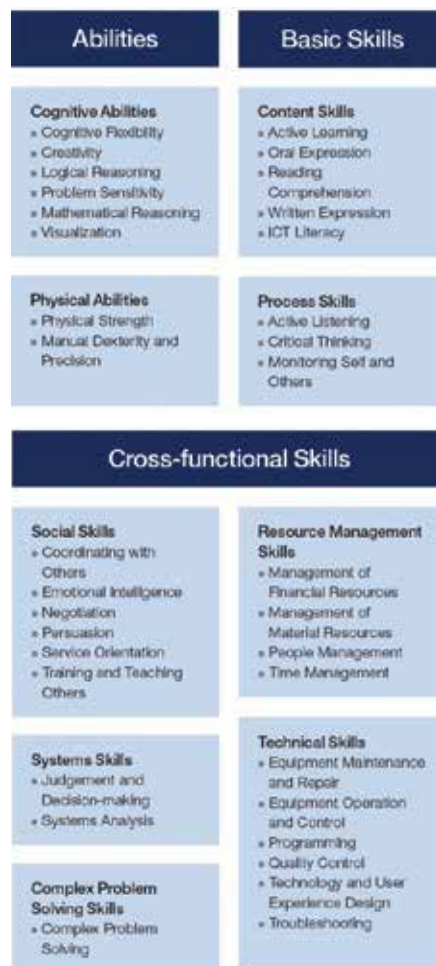 Abilities
Cognitive Abilities
» Cognitive Flexibility
» Creativity
» Logical Reasoning
» Problem Sensitivity
» Mathematical Reasoning
» Visualization
Physical Abilities
» Physical Strength
» Manual Dexterity and
Precision
Basic Skills
Content Skills
» Active Learning
» Oral Expression
» Reading
Comprehension
» Written Expression
» ICT Literacy
Process Skills
» Active Listening
» Critical Thinking
» Monitoring Self and
Others
Cross-functional Skills
Social Skills
» Coordinating with
Others
» Emotional Intelligence
» Negotiation
» Persuasion
» Service Orientation
» Training and Teaching
Others
Systems Skills
» Judgement and
Decision-making
» Systems Analysis
Complex Problem
Solving Skills
» Complex Problem
Solving
Resource Management
Skills
» Management of
Financial Resources
» Management of
Material Resources
» People Management
» Time Management
Technical Skills
» Equipment Maintenance
and Repair
» Equipment Operation
and Control
» Programming
» Quality Control
» Technology and User
Experience Design
» Troubleshooting